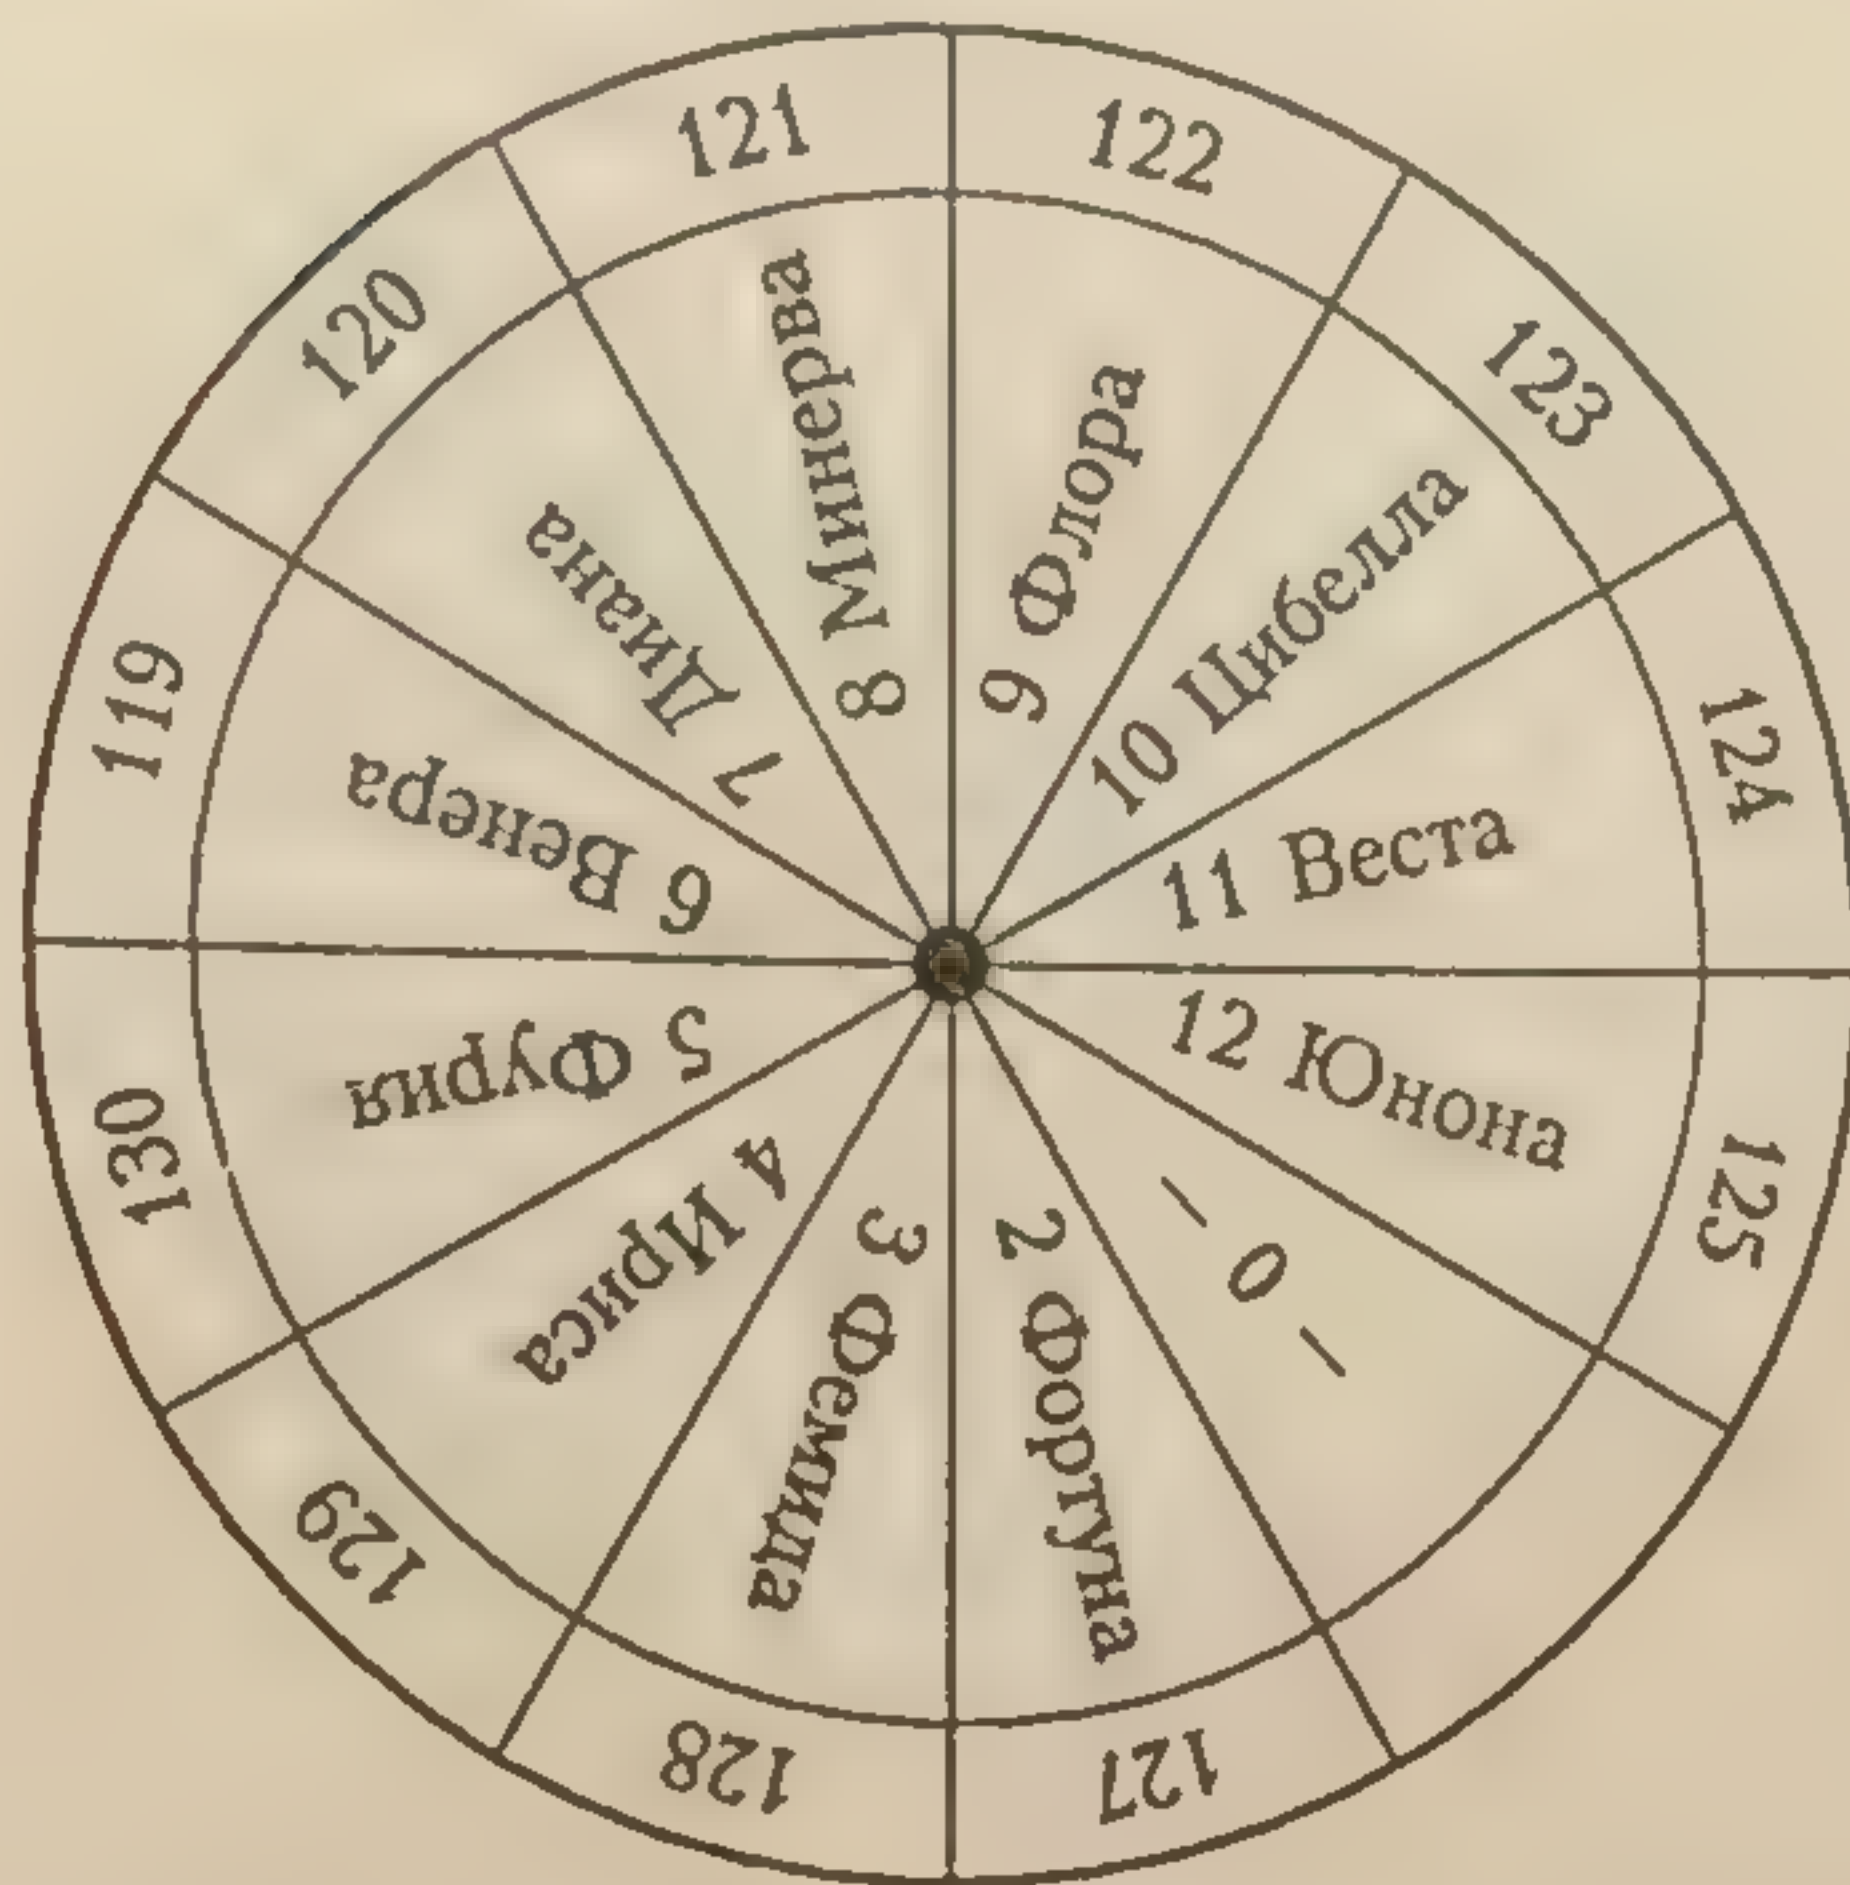 121
122
123
124
125
127
128
129
130
119
120
2 Фортуна
3 Фемида
4 Ириса
5 Фурия
6 Венера
7 Диана
8 Минерва
9 Флора
10 Цибелла
11 Веста
12 Юнона
– 0 –